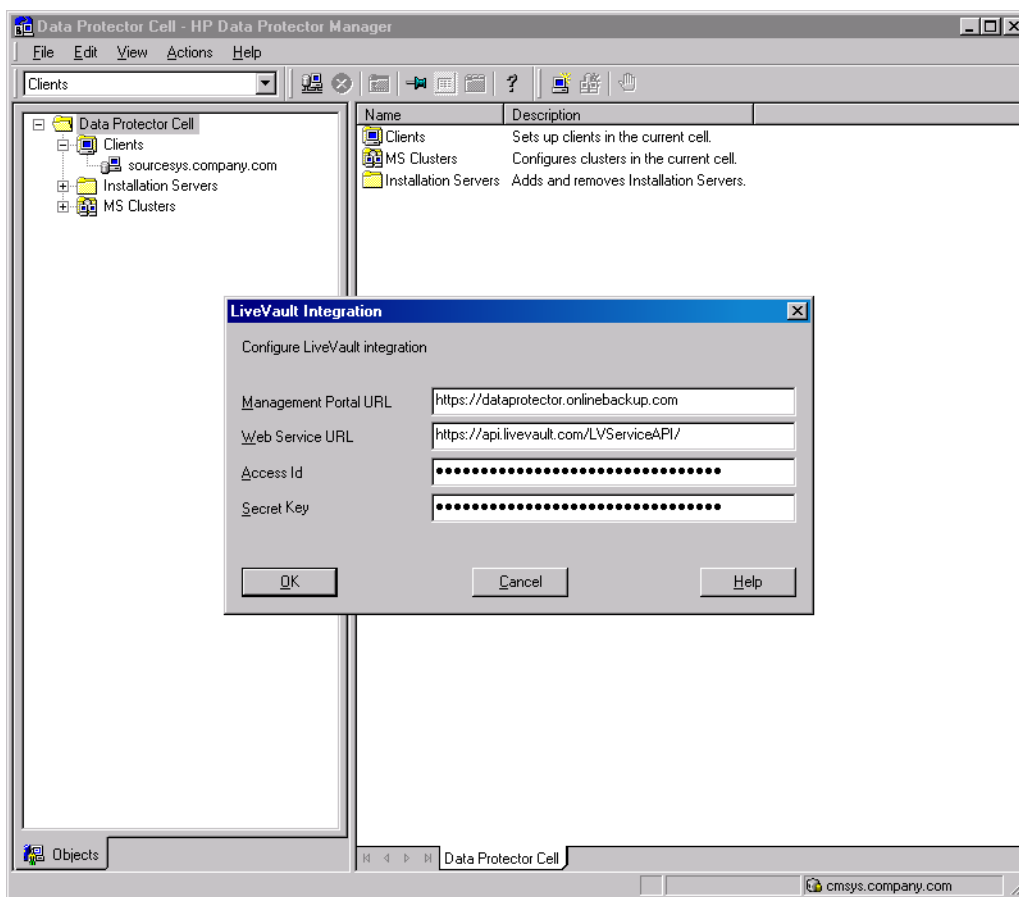 Data Protector Cell - HP Data Protector Manager
File Edit View Actions Help
Clients
Name Description
Data Protector Cell
Clients
sourcesys.company.com
Installation Servers
MS Clusters
Clients Sets up clients in the current cell.
MS Clusters Configures clusters in the current cell.
Installation Servers Adds and removes Installation Servers.
LiveVault Integration
Configure LiveVault integration
Management Portal URL https://dataprotector.onlinebackup.com
Web Service URL https://api.livevault.com/LVServiceAPI/
Access Id ••••••••••••••••••••••••••••••••
Secret Key ••••••••••••••••••••••••••••••••
OK Cancel Help
Objects
Data Protector Cell
cmsys.company.com